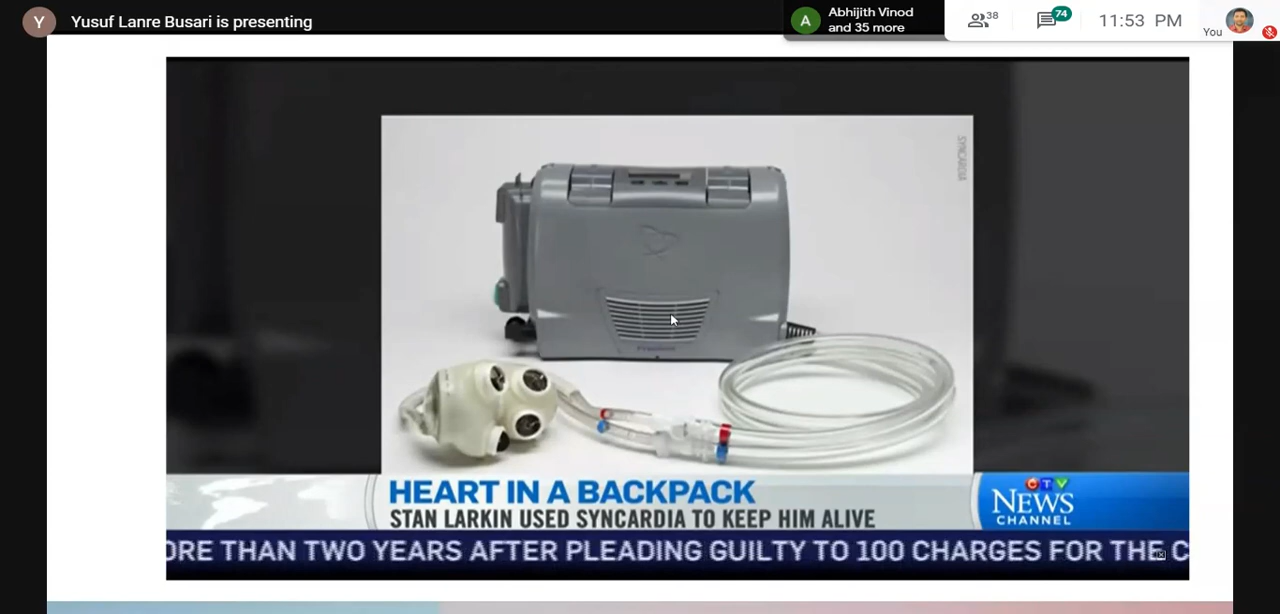 Y
Yusuf Lanre Busari is presenting
A
Abhijith Vinod
and 35 more
38
74
11:53 PM
You
SYNCARDIA
HEART IN A BACKPACK
STAN LARKIN USED SYNCARDIA TO KEEP HIM ALIVE
CTV
NEWS
CHANNEL
ORE THAN TWO YEARS AFTER PLEADING GUILTY TO 100 CHARGES FOR THE C